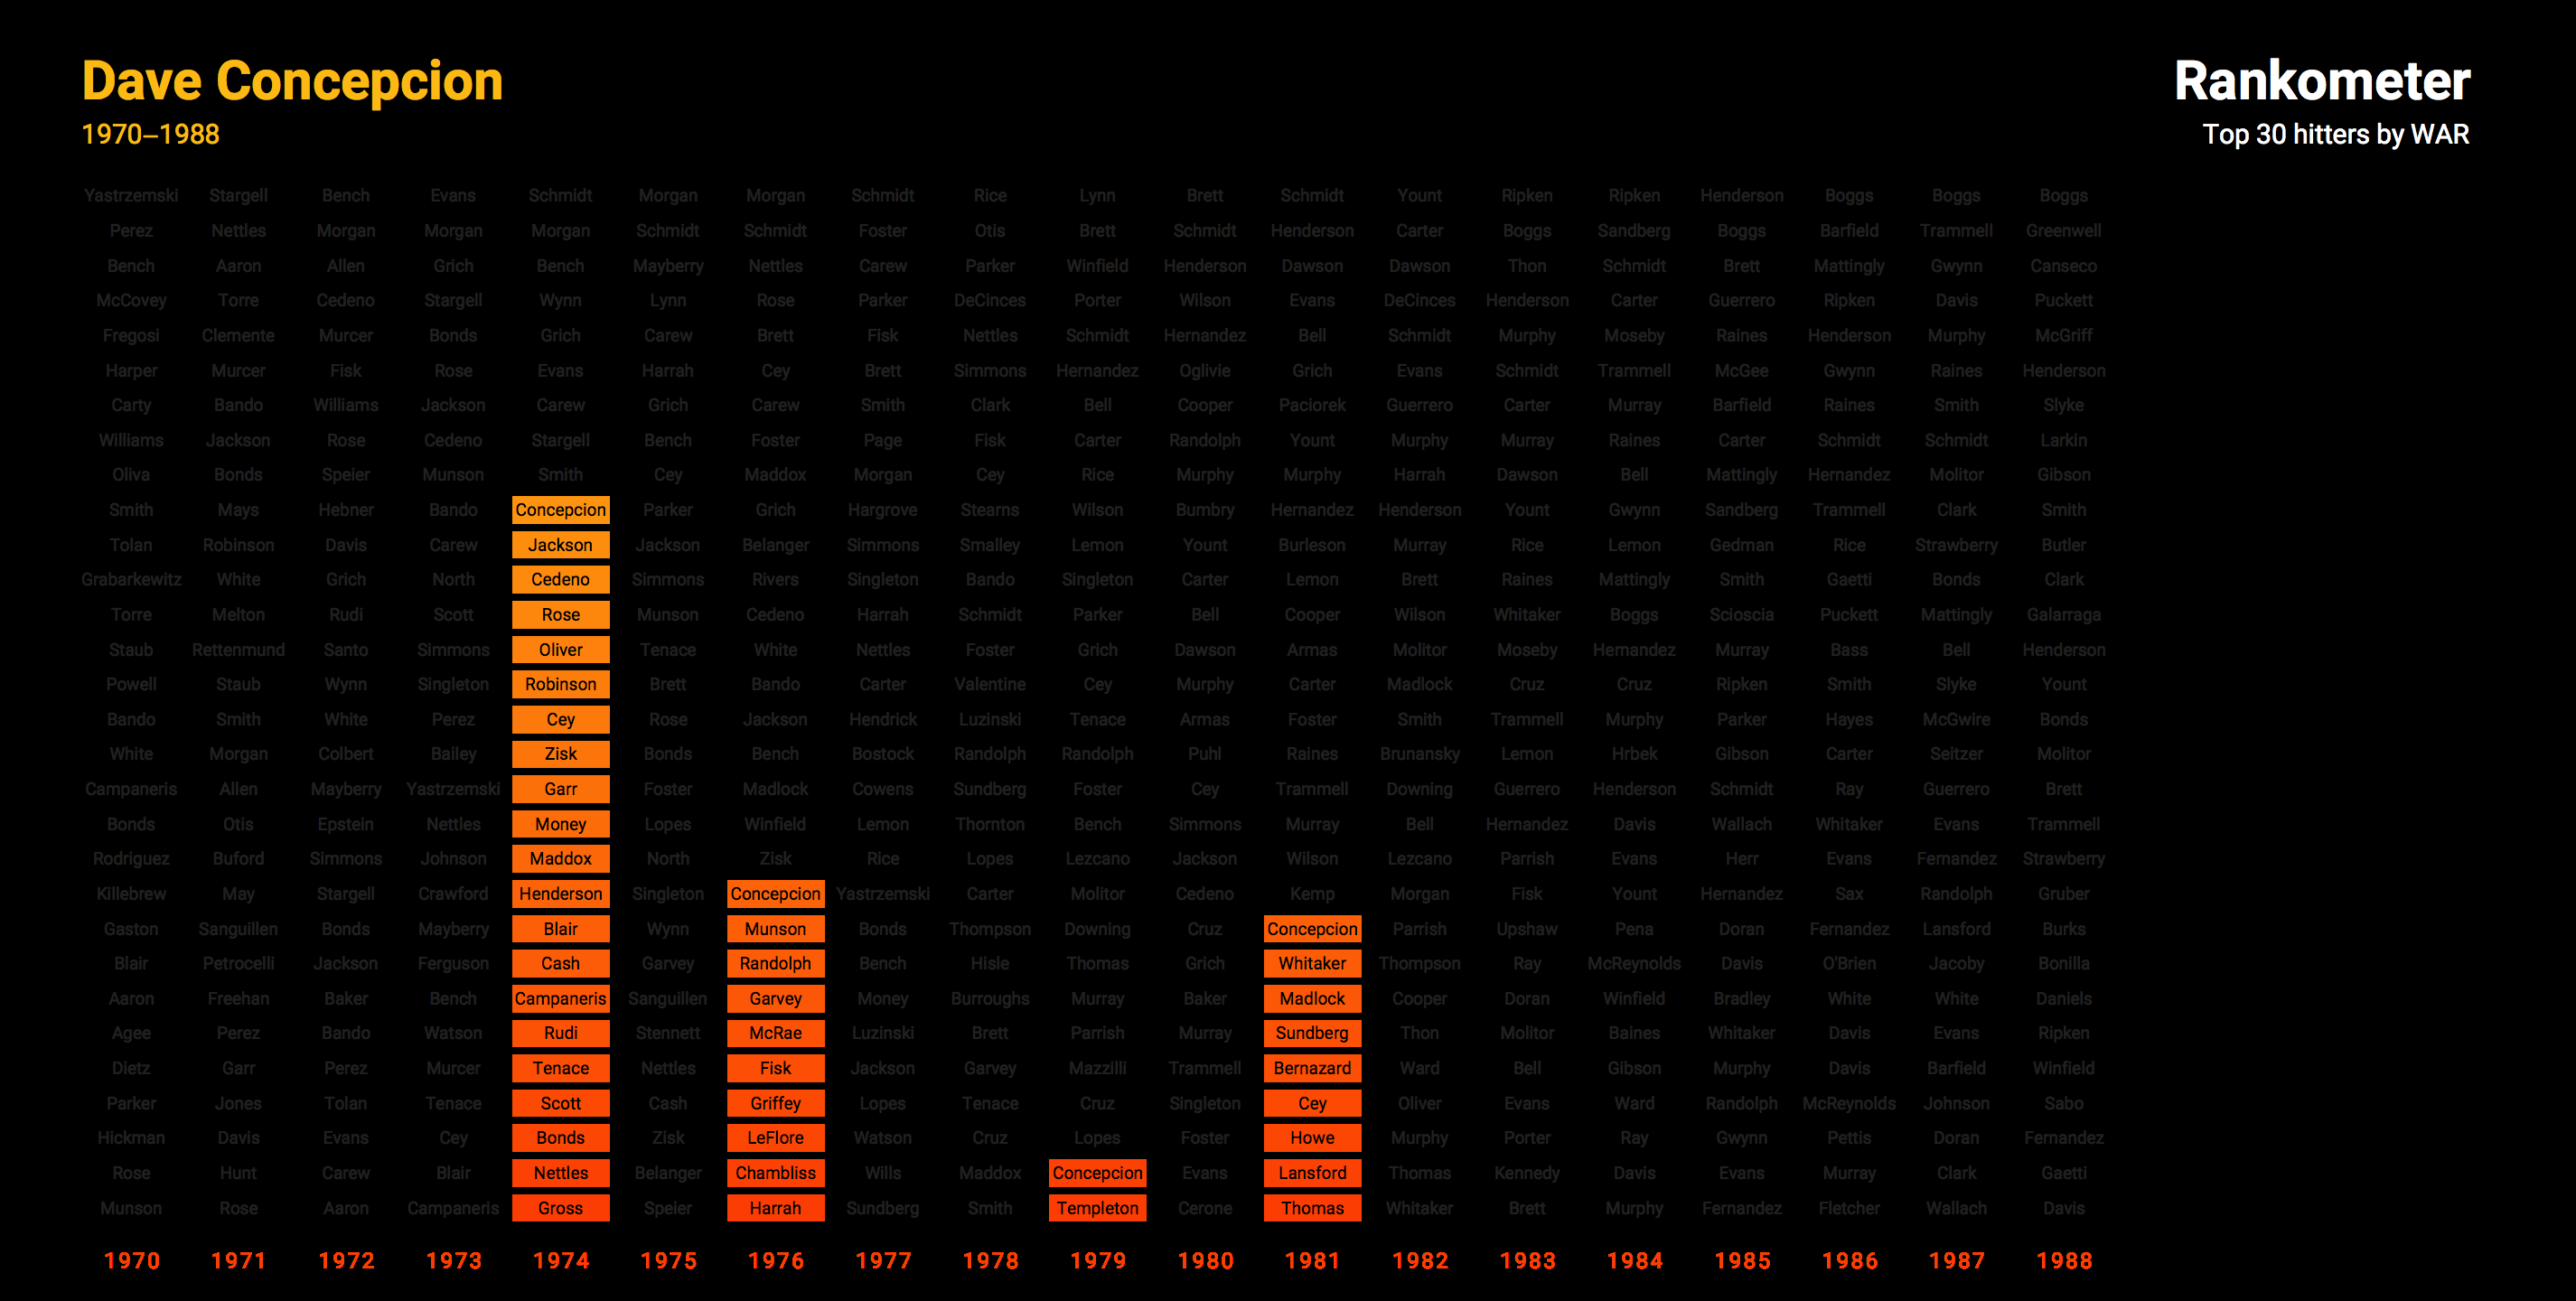 Dave Concepcion
Rankometer
1970–1988
Top 30 hitters by WAR
Yastrzemski Stargell Bench Evans Schmidt Morgan Morgan Schmidt Rice Lynn Brett Schmidt Yount Ripken Ripken Henderson Boggs Boggs Boggs
Perez Nettles Morgan Morgan Morgan Schmidt Schmidt Foster Otis Brett Schmidt Henderson Carter Boggs Sandberg Boggs Barfield Trammell Greenwell
Bench Aaron Allen Grich Bench Mayberry Nettles Carew Parker Winfield Henderson Dawson Dawson Thon Schmidt Brett Mattingly Gwynn Canseco
McCovey Torre Cedeno Stargell Wynn Lynn Rose Parker DeCinces Porter Wilson Evans DeCinces Henderson Carter Guerrero Ripken Davis Puckett
Fregosi Clemente Murcer Bonds Grich Carew Brett Fisk Nettles Schmidt Hernandez Bell Schmidt Murphy Moseby Raines Henderson Murphy McGriff
Harper Murcer Fisk Rose Evans Harrah Cey Brett Simmons Hernandez Oglivie Grich Evans Schmidt Trammell McGee Gwynn Raines Henderson
Carty Bando Williams Jackson Carew Grich Carew Smith Clark Bell Cooper Paciorek Guerrero Carter Murray Barfield Raines Smith Slyke
Williams Jackson Rose Cedeno Stargell Bench Foster Page Fisk Carter Randolph Yount Murphy Murray Raines Carter Schmidt Schmidt Larkin
Oliva Bonds Speier Munson Smith Cey Maddox Morgan Cey Rice Murphy Murphy Harrah Dawson Bell Mattingly Hernandez Molitor Gibson
Smith Mays Hebner Bando Concepcion Parker Grich Hargrove Stearns Wilson Bumbry Hernandez Henderson Yount Gwynn Sandberg Trammell Clark Smith
Tolan Robinson Davis Carew Jackson Jackson Belanger Simmons Smalley Lemon Yount Burleson Murray Rice Lemon Gedman Rice Strawberry Butler
Grabarkewitz White Grich North Cedeno Simmons Rivers Singleton Bando Singleton Carter Lemon Brett Raines Mattingly Smith Gaetti Bonds Clark
Torre Melton Rudi Scott Rose Munson Cedeno Harrah Schmidt Parker Bell Cooper Wilson Whitaker Boggs Scioscia Puckett Mattingly Galarraga
Staub Rettenmund Santo Simmons Oliver Tenace White Nettles Foster Grich Dawson Armas Molitor Moseby Hernandez Murray Bass Bell Henderson
Powell Staub Wynn Singleton Robinson Brett Bando Carter Valentine Cey Murphy Carter Madlock Cruz Cruz Ripken Smith Slyke Yount
Bando Smith White Perez Cey Rose Jackson Hendrick Luzinski Tenace Armas Foster Smith Trammell Murphy Parker Hayes McGwire Bonds
White Morgan Colbert Bailey Zisk Bonds Bench Bostock Randolph Randolph Puhl Raines Brunansky Lemon Hrbek Gibson Carter Seitzer Molitor
Campaneris Allen Mayberry Yastrzemski Garr Foster Madlock Cowens Sundberg Foster Cey Trammell Downing Guerrero Henderson Schmidt Ray Guerrero Brett
Bonds Otis Epstein Nettles Money Lopes Winfield Lemon Thornton Bench Simmons Murray Bell Hernandez Davis Wallach Whitaker Evans Trammell
Rodriguez Buford Simmons Johnson Maddox North Zisk Rice Lopes Lezcano Jackson Wilson Lezcano Parrish Evans Herr Evans Fernandez Strawberry
Killebrew May Stargell Crawford Henderson Singleton Concepcion Yastrzemski Carter Molitor Cedeno Kemp Morgan Fisk Yount Hernandez Sax Randolph Gruber
Gaston Sanguillen Bonds Mayberry Blair Wynn Munson Bonds Thompson Downing Cruz Concepcion Parrish Upshaw Pena Doran Fernandez Lansford Burks
Blair Petrocelli Jackson Ferguson Cash Garvey Randolph Bench Hisle Thomas Grich Whitaker Thompson Ray McReynolds Davis O'Brien Jacoby Bonilla
Aaron Freehan Baker Bench Campaneris Sanguillen Garvey Money Burroughs Murray Baker Madlock Cooper Doran Winfield Bradley White White Daniels
Agee Perez Bando Watson Rudi Stennett McRae Luzinski Brett Parrish Murray Sundberg Thon Molitor Baines Whitaker Davis Evans Ripken
Dietz Garr Perez Murcer Tenace Nettles Fisk Jackson Garvey Mazzilli Trammell Bernazard Ward Bell Gibson Murphy Davis Barfield Winfield
Parker Jones Tolan Tenace Scott Cash Griffey Lopes Tenace Cruz Singleton Cey Oliver Evans Ward Randolph McReynolds Johnson Sabo
Hickman Davis Evans Cey Bonds Zisk LeFlore Watson Cruz Lopes Foster Howe Murphy Porter Ray Gwynn Pettis Doran Fernandez
Rose Hunt Carew Blair Nettles Belanger Chambliss Wills Maddox Concepcion Evans Lansford Thomas Kennedy Davis Evans Murray Clark Gaetti
Munson Rose Aaron Campaneris Gross Speier Harrah Sundberg Smith Templeton Cerone Thomas Whitaker Brett Murphy Fernandez Fletcher Wallach Davis
1970 1971 1972 1973 1974 1975 1976 1977 1978 1979 1980 1981 1982 1983 1984 1985 1986 1987 1988